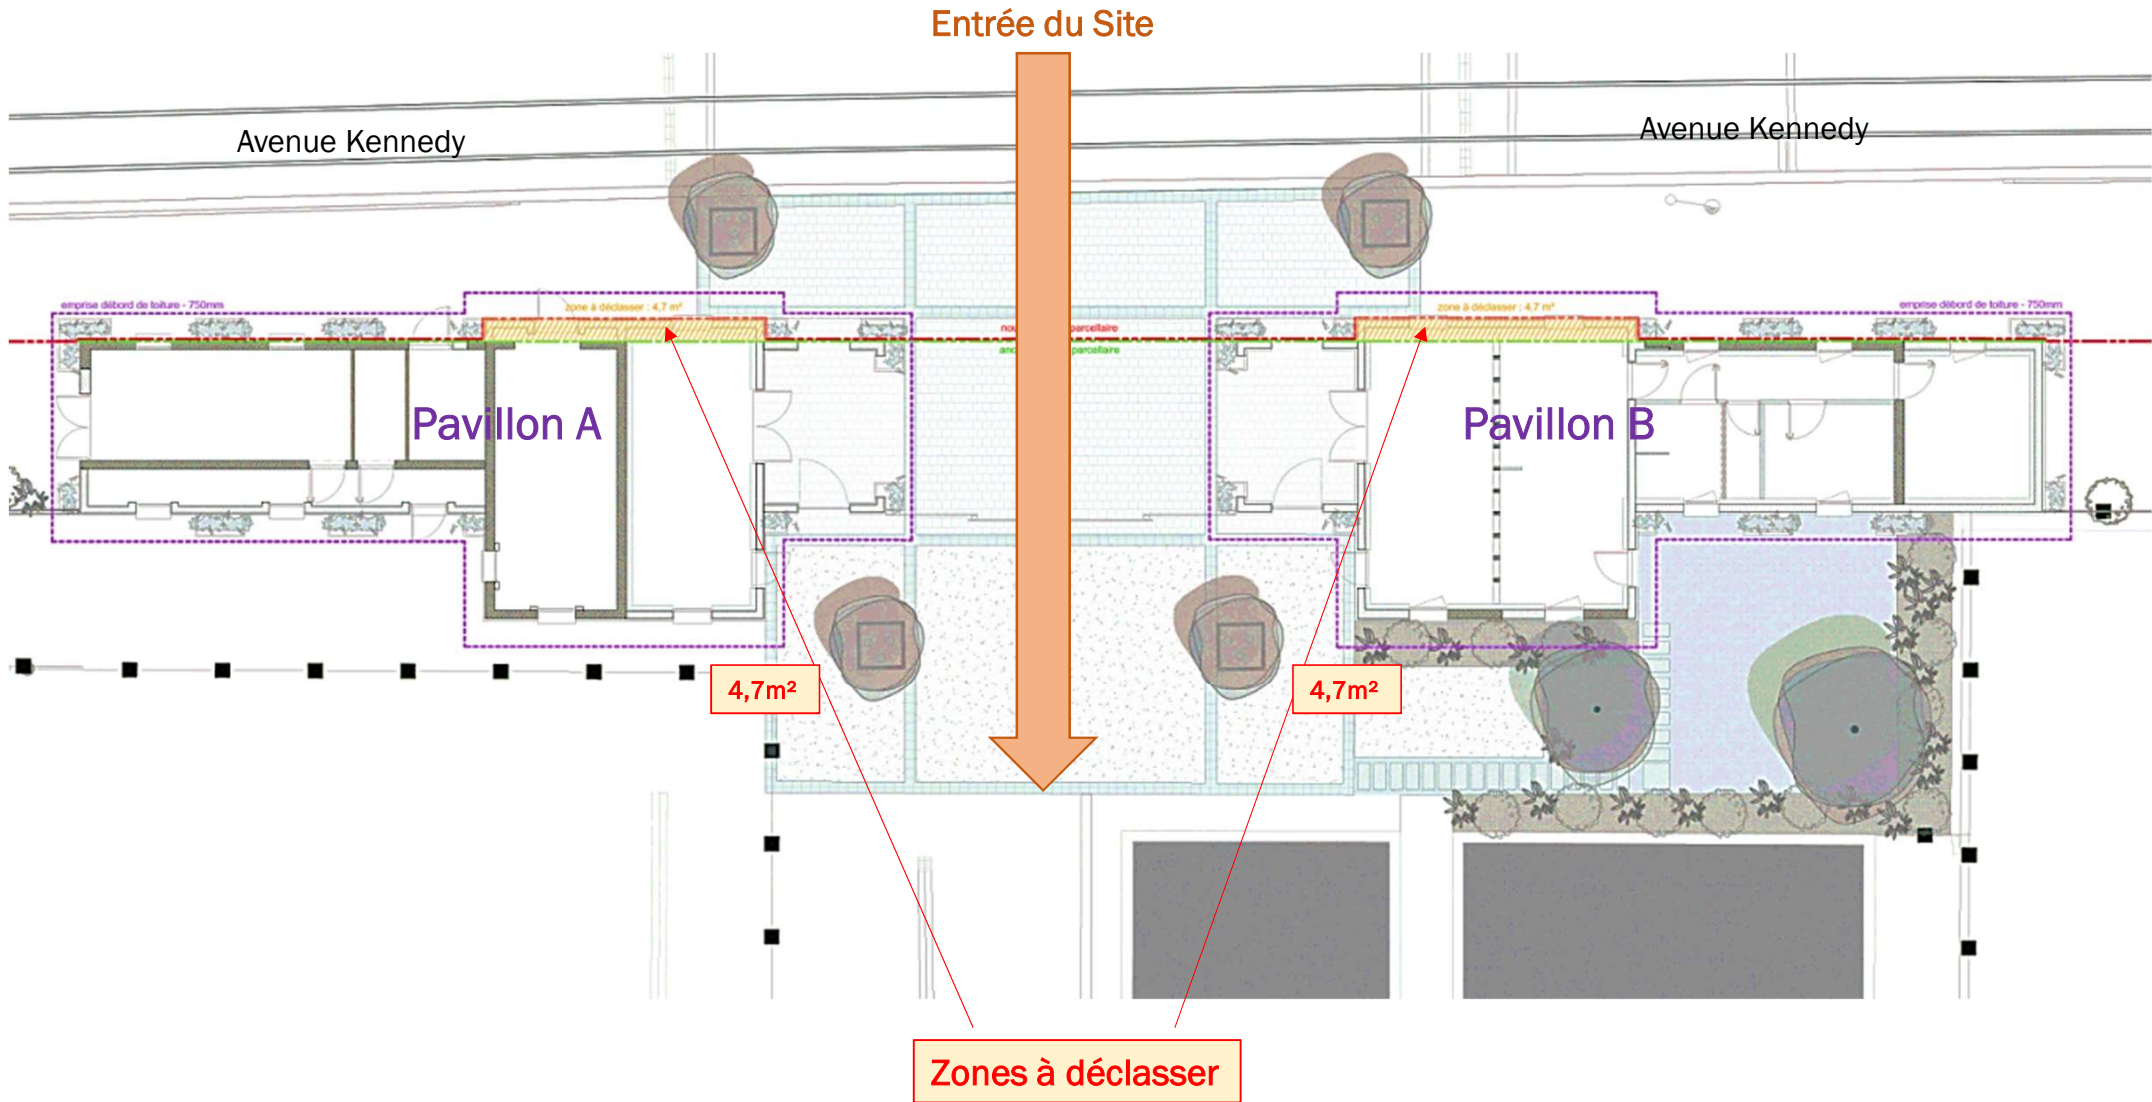 Entrée du Site
Avenue Kennedy
Avenue Kennedy
emprise débord de toiture - 750mm
zone à déclasser : 4,7 m²
zone à déclasser : 4,7 m²
emprise débord de toiture - 750mm
parcellaire
parcellaire
Pavillon A
Pavillon B
4,7m²
4,7m²
Zones à déclasser